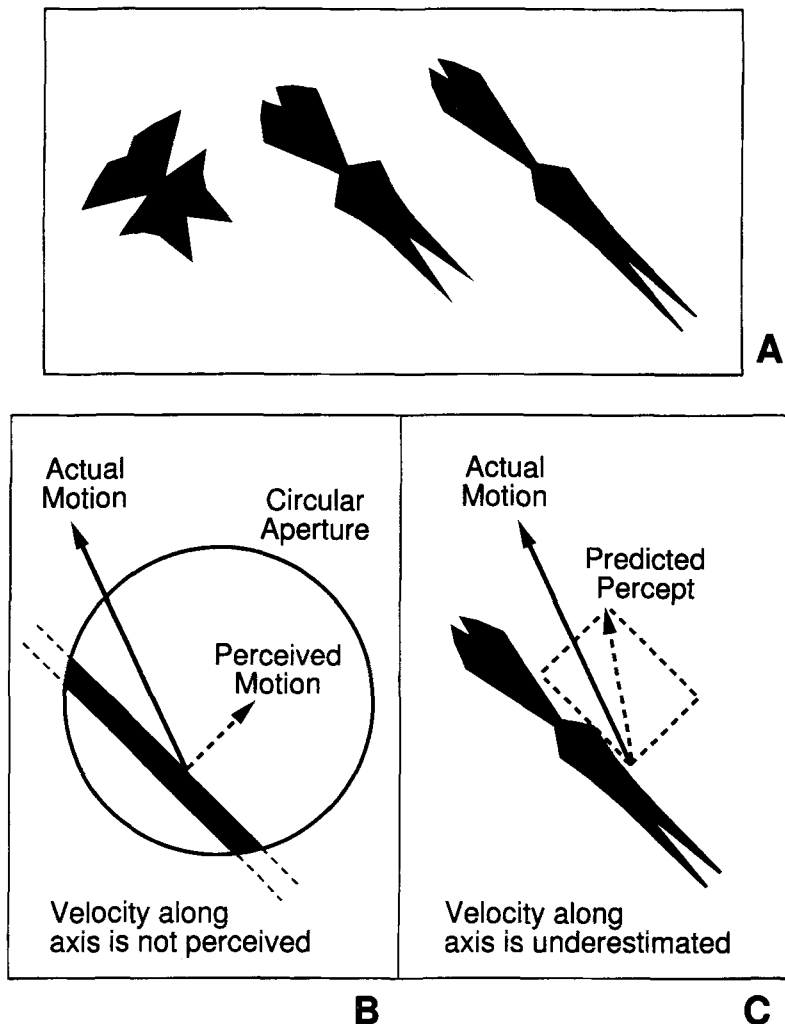 A
Actual
Motion
Circular
Aperture
Perceived
Motion
Velocity along
axis is not perceived
B
Actual
Motion
Predicted
Percept
Velocity along
axis is underestimated
C